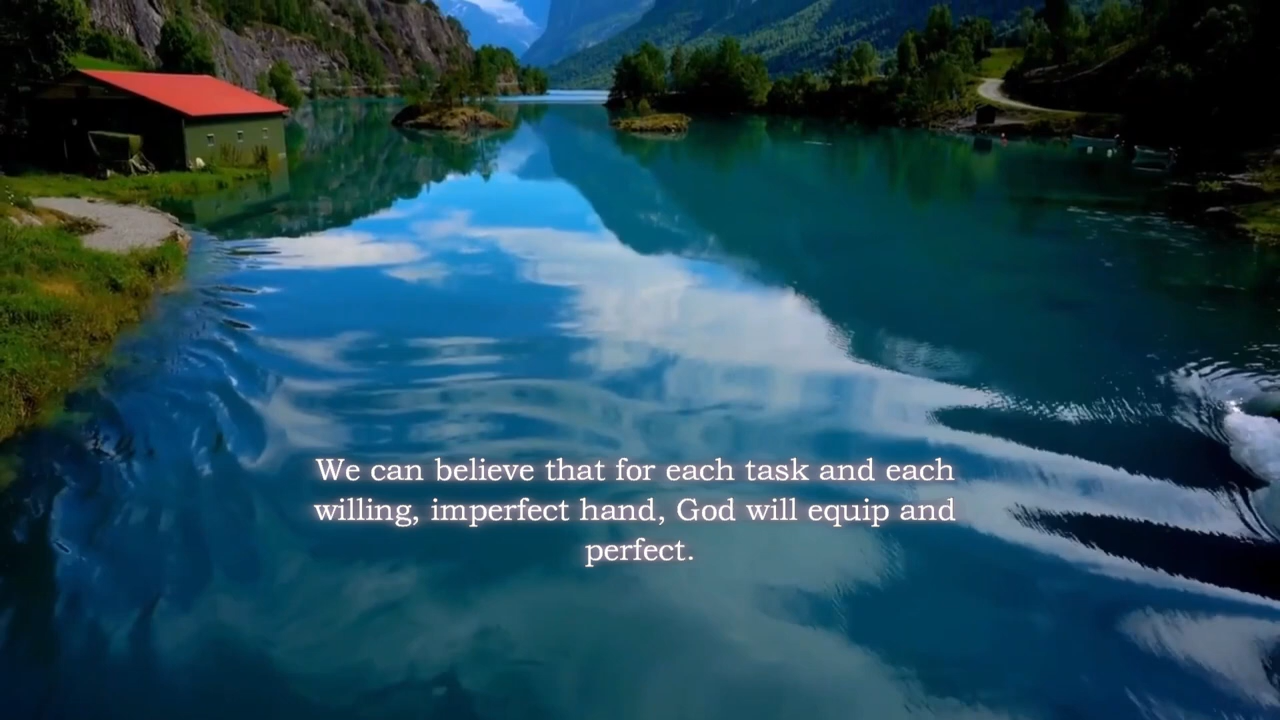 We can believe that for each task and each
willing, imperfect hand, God will equip and
perfect.